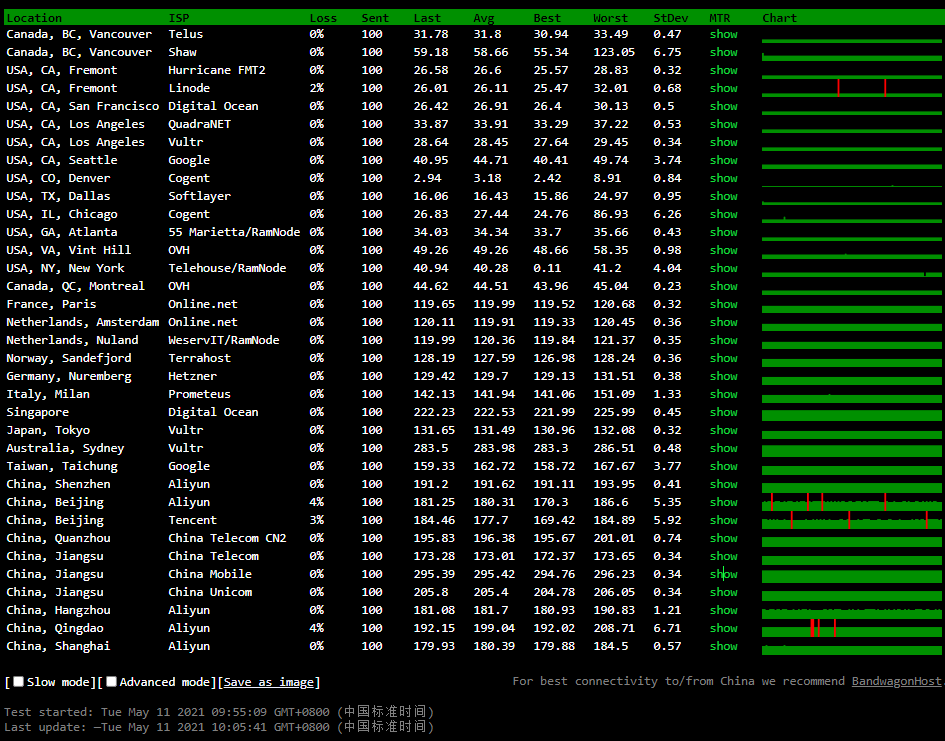 Location ISP Loss Sent Last Avg Best Worst StDev MTR Chart
Canada, BC, Vancouver Telus 0% 100 31.78 31.8 30.94 33.49 0.47 show
Canada, BC, Vancouver Shaw 0% 100 59.18 58.66 55.34 123.05 6.75 show
USA, CA, Fremont Hurricane FMT2 0% 100 26.58 26.6 25.57 28.83 0.32 show
USA, CA, Fremont Linode 2% 100 26.01 26.11 25.47 32.01 0.68 show
USA, CA, San Francisco Digital Ocean 0% 100 26.42 26.91 26.4 30.13 0.5 show
USA, CA, Los Angeles QuadraNET 0% 100 33.87 33.91 33.29 37.22 0.53 show
USA, CA, Los Angeles Vultr 0% 100 28.64 28.45 27.64 29.45 0.34 show
USA, CA, Seattle Google 0% 100 40.95 44.71 40.41 49.74 3.74 show
USA, CO, Denver Cogent 0% 100 2.94 3.18 2.42 8.91 0.84 show
USA, TX, Dallas Softlayer 0% 100 16.06 16.43 15.86 24.97 0.95 show
USA, IL, Chicago Cogent 0% 100 26.83 27.44 24.76 86.93 6.26 show
USA, GA, Atlanta 55 Marietta/RamNode 0% 100 34.03 34.34 33.7 35.66 0.43 show
USA, VA, Vint Hill OVH 0% 100 49.26 49.26 48.66 58.35 0.98 show
USA, NY, New York Telehouse/RamNode 0% 100 40.94 40.28 0.11 41.2 4.04 show
Canada, QC, Montreal OVH 0% 100 44.62 44.51 43.96 45.04 0.23 show
France, Paris Online.net 0% 100 119.65 119.99 119.52 120.68 0.32 show
Netherlands, Amsterdam Online.net 0% 100 120.11 119.91 119.33 120.45 0.36 show
Netherlands, Nuland WeservIT/RamNode 0% 100 119.99 120.36 119.84 121.37 0.35 show
Norway, Sandefjord Terrahost 0% 100 128.19 127.59 126.98 128.24 0.36 show
Germany, Nuremberg Hetzner 0% 100 129.42 129.7 129.13 131.51 0.38 show
Italy, Milan Prometeus 0% 100 142.13 141.94 141.06 151.09 1.33 show
Singapore Digital Ocean 0% 100 222.23 222.53 221.99 225.99 0.45 show
Japan, Tokyo Vultr 0% 100 131.65 131.49 130.96 132.08 0.32 show
Australia, Sydney Vultr 0% 100 283.5 283.98 283.3 286.51 0.48 show
Taiwan, Taichung Google 0% 100 159.33 162.72 158.72 167.67 3.77 show
China, Shenzhen Aliyun 0% 100 191.2 191.62 191.11 193.95 0.41 show
China, Beijing Aliyun 4% 100 181.25 180.31 170.3 186.6 5.35 show
China, Beijing Tencent 3% 100 184.46 177.7 169.42 184.89 5.92 show
China, Quanzhou China Telecom CN2 0% 100 195.83 196.38 195.67 201.01 0.74 show
China, Jiangsu China Telecom 0% 100 173.28 173.01 172.37 173.65 0.34 show
China, Jiangsu China Mobile 0% 100 295.39 295.42 294.76 296.23 0.34 show
China, Jiangsu China Unicom 0% 100 205.8 205.4 204.78 206.05 0.34 show
China, Hangzhou Aliyun 0% 100 181.08 181.7 180.93 190.83 1.21 show
China, Qingdao Aliyun 4% 100 192.15 199.04 192.02 208.71 6.71 show
China, Shanghai Aliyun 0% 100 179.93 180.39 179.88 184.5 0.57 show
[Slow mode][Advanced mode][Save as image] For best connectivity to/from China we recommend BandwagonHost.
Test started: Tue May 11 2021 09:55:09 GMT+0800 (中国标准时间)
Last update: —Tue May 11 2021 10:05:41 GMT+0800 (中国标准时间)